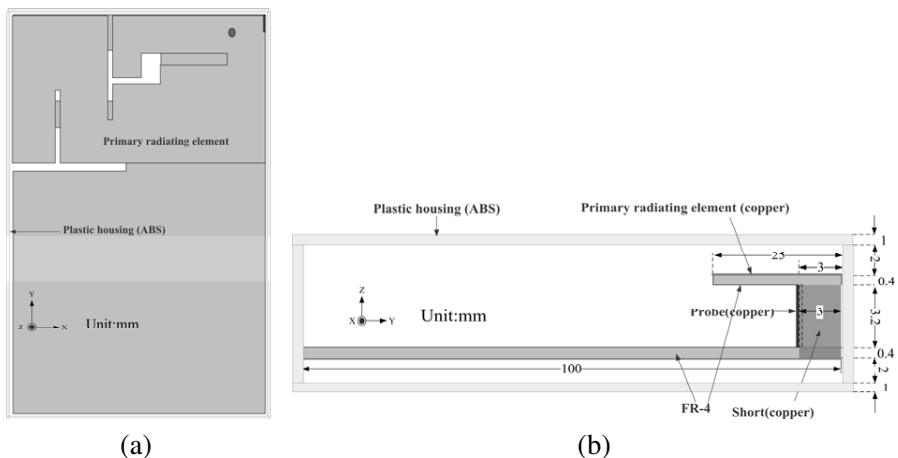 Primary radiating element
Plastic housing (ABS)
Y
Z
X
Unit:mm
(a)
Plastic housing (ABS)
Primary radiating element (copper)
1
25
2
3
0.4
Z
X
Y
Unit:mm
Probe(copper)
3
3.2
0.4
100
2
1
FR-4
Short(copper)
(b)